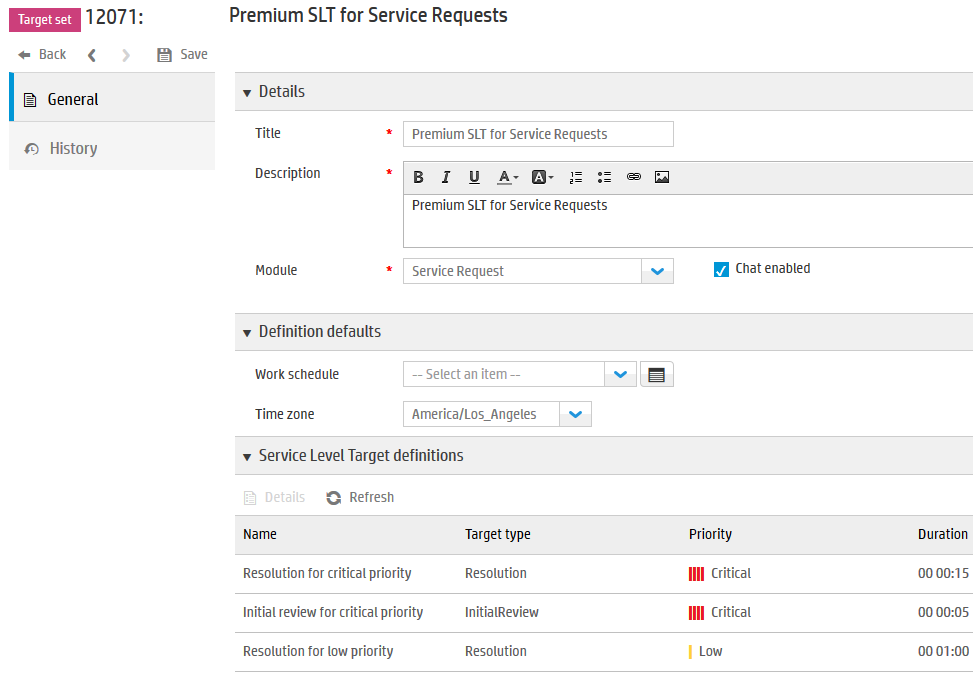 Target set 12071: Premium SLT for Service Requests
Back Save
General
History
Details
Title * Premium SLT for Service Requests
Description * B I U A A
Premium SLT for Service Requests
Module * Service Request Chat enabled
Definition defaults
Work schedule -- Select an item --
Time zone America/Los_Angeles
Service Level Target definitions
Details Refresh
Name Target type Priority Duration
Resolution for critical priority Resolution Critical 00 00:15
Initial review for critical priority InitialReview Critical 00 00:05
Resolution for low priority Resolution Low 00 01:00